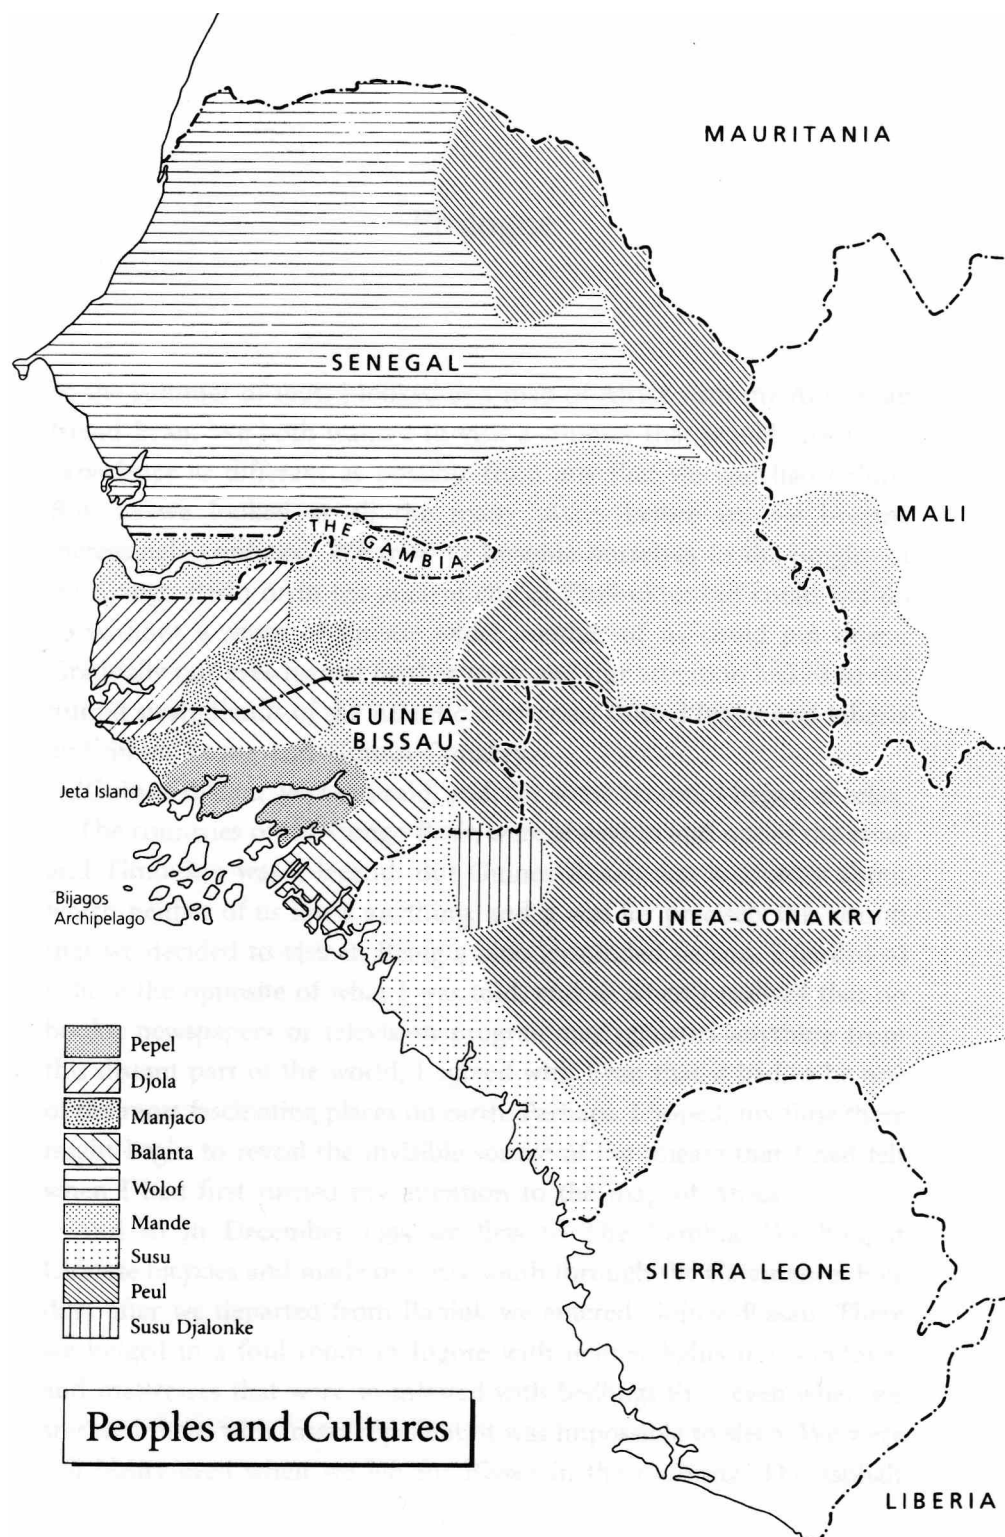 MAURITANIA
SENEGAL
MALI
THE GAMBIA
GUINEA-
BISSAU
Jeta Island
Bijagos
Archipelago
GUINEA-CONAKRY
Pepel
Djola
Manjaco
Balanta
Wolof
Mande
Susu
Peul
Susu Djalonke
SIERRA LEONE
Peoples and Cultures
LIBERIA